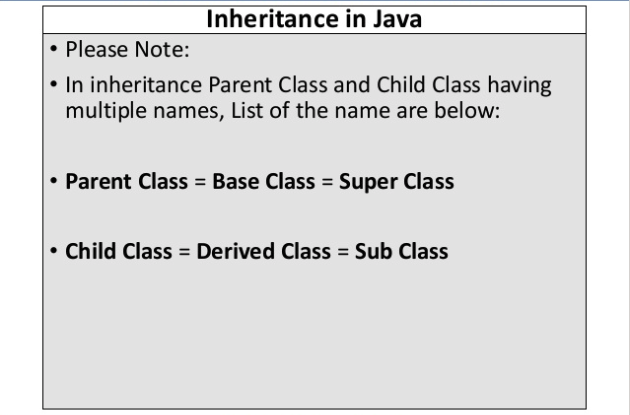 Inheritance in Java
• Please Note:
• In inheritance Parent Class and Child Class having
multiple names, List of the name are below:
• Parent Class = Base Class = Super Class
• Child Class = Derived Class = Sub Class